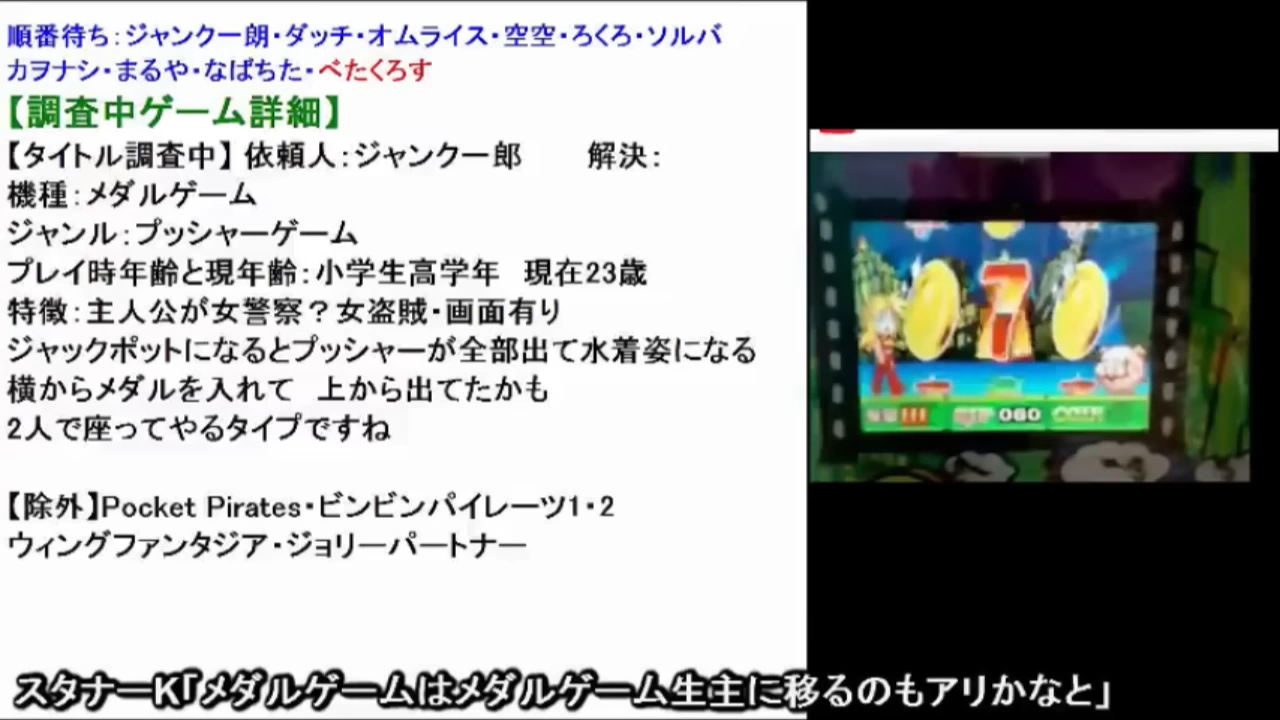 順番待ち:ジャンク一朗・ダッチ・オムライス・空空・ろくろ・ソルバ
カヲナシ・まるや・なばちた・べたくろす
【調査中ゲーム詳細】
【タイトル調査中】 依頼人:ジャンクー郎 解決:
機種:メダルゲーム
ジャンル:プッシャーゲーム
プレイ時年齢と現年齢:小学生高学年 現在23歳
特徴:主人公が女警察?女盗賊・画面有り
ジャックポットになるとプッシャーが全部出て水着姿になる
横からメダルを入れて 上から出てたかも
2人で座ってやるタイプですね
【除外】Pocket Pirates・ビンビンパイレーツ1・2
ウィングファンタジア・ジョリーパートナー
7
060
スタナーK「メダルゲームはメダルゲーム生主に移るのもアリかなと」